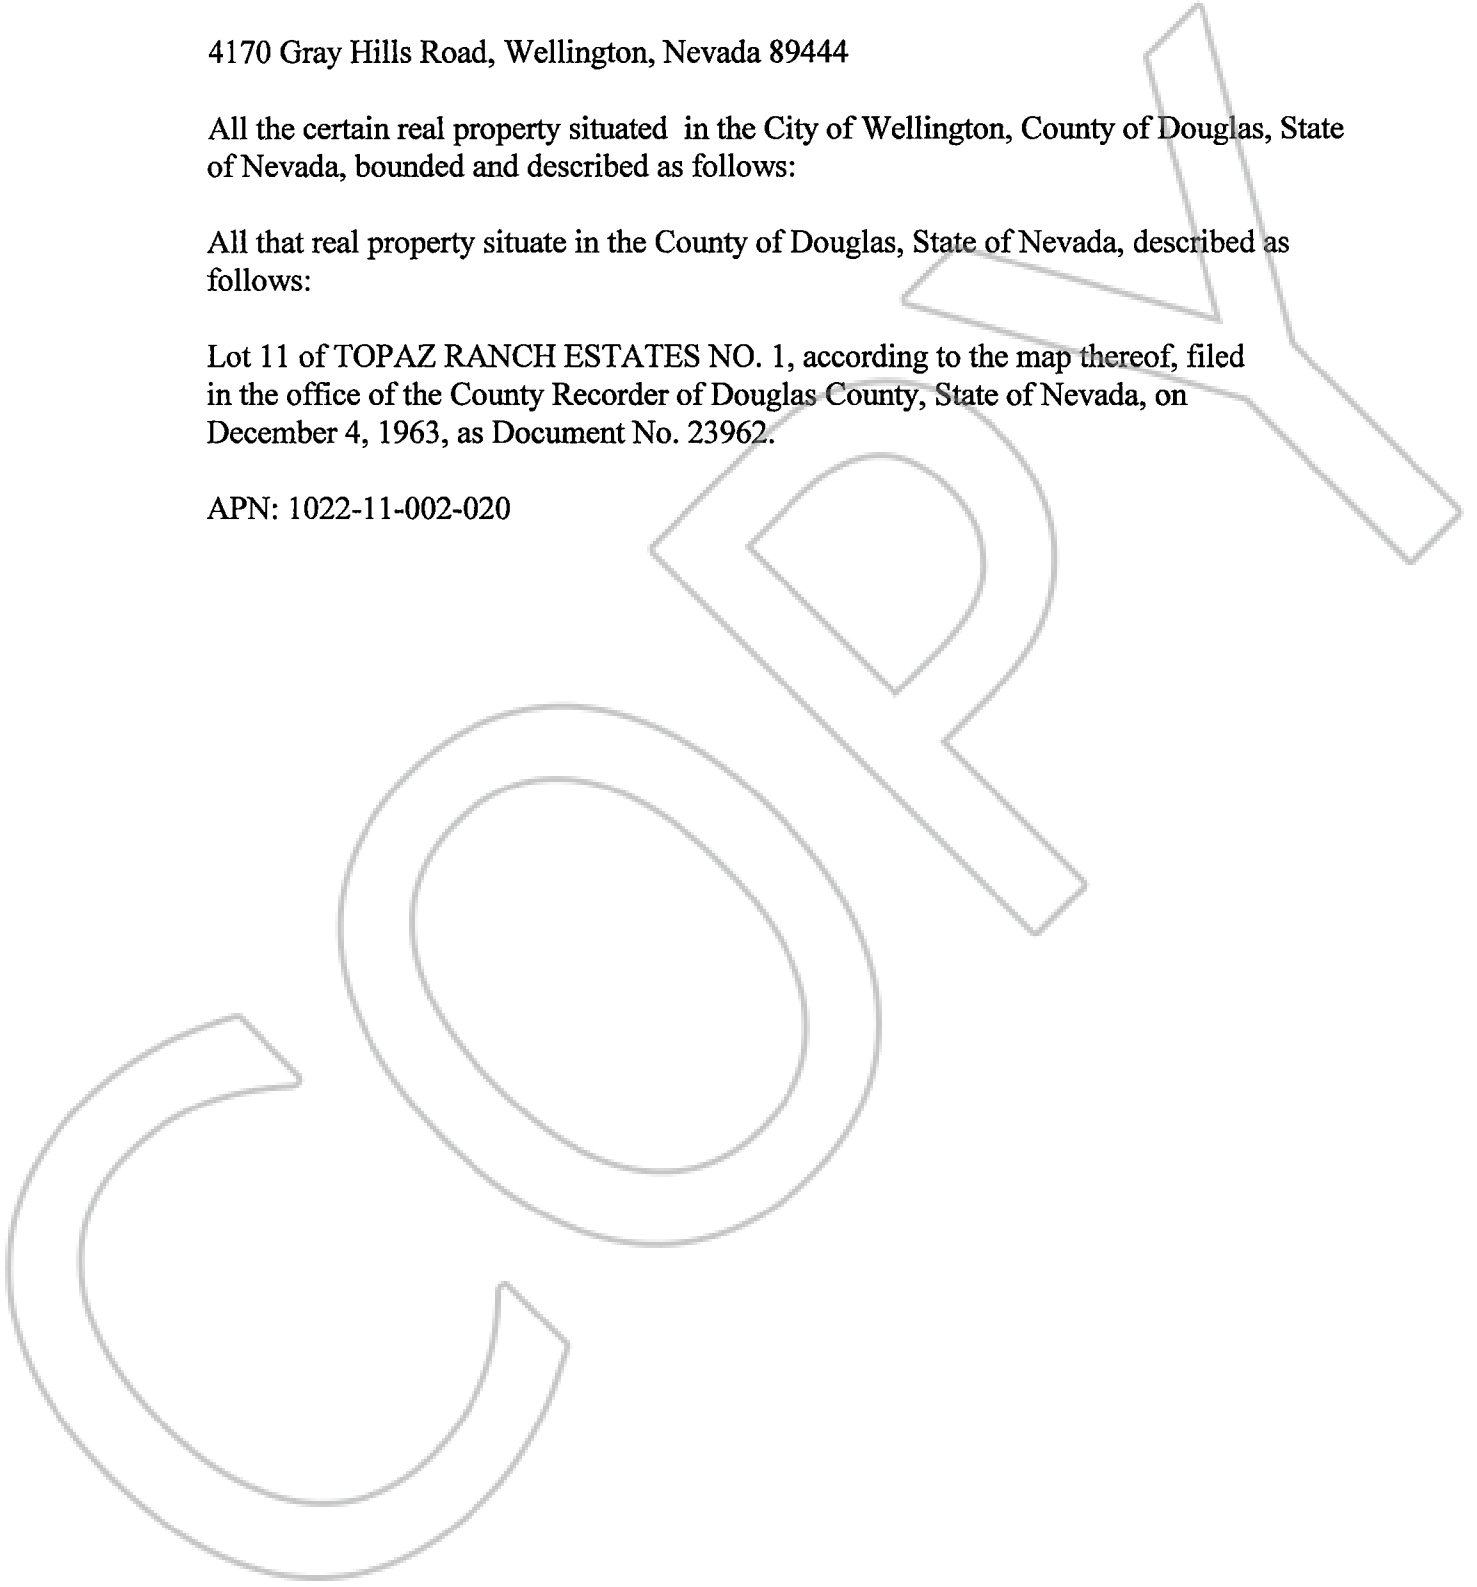 4170 Gray Hills Road, Wellington, Nevada 89444
All the certain real property situated  in the City of Wellington, County of Douglas, State
of Nevada, bounded and described as follows:
All that real property situate in the County of Douglas, State of Nevada, described as
follows:
Lot 11 of TOPAZ RANCH ESTATES NO. 1, according to the map thereof, filed
in the office of the County Recorder of Douglas County, State of Nevada, on
December 4, 1963, as Document No. 23962.
APN: 1022-11-002-020
COPY